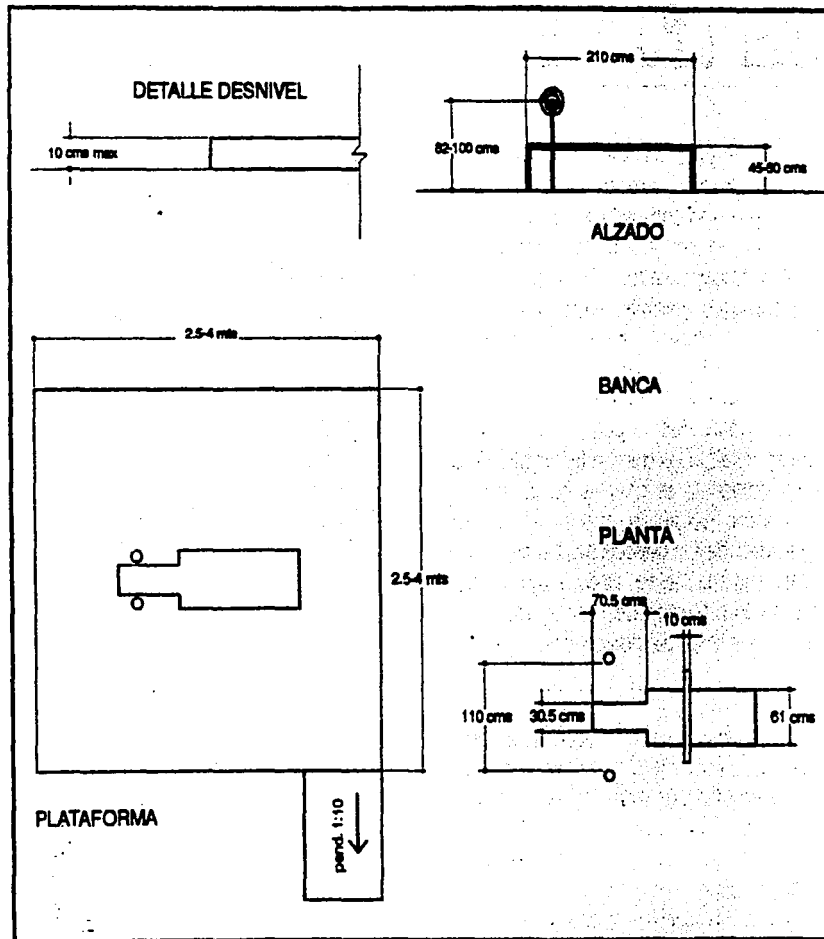 DETALLE DESNIVEL
10 cms max
210 cms
82-100 cms
45-50 cms
ALZADO
2.5-4 mts
2.5-4 mts
BANCA
PLANTA
70.5 cms
10 cms
110 cms
30.5 cms
61 cms
PLATAFORMA
pend. 1:10